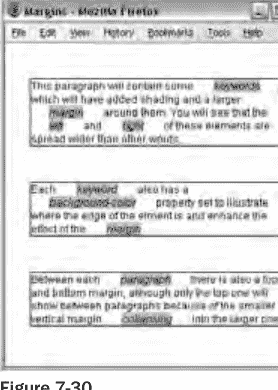 Margins - Mozilla Firefox
File Edit View History Bookmarks Tools Help
This paragraph will contain some keywords
which will have added shading and a larger
margin around them. You will see that the
left and right of these elements are
spread wider than other words.
Each keyword also has a
background-color property set to illustrate
where the edge of the element is and enhance the
effect of the margin
Between each paragraph there is also a top
and bottom margin, although only the top one will
show between paragraphs because of the smaller
vertical margin collapsing into the larger one
Figure 7-30